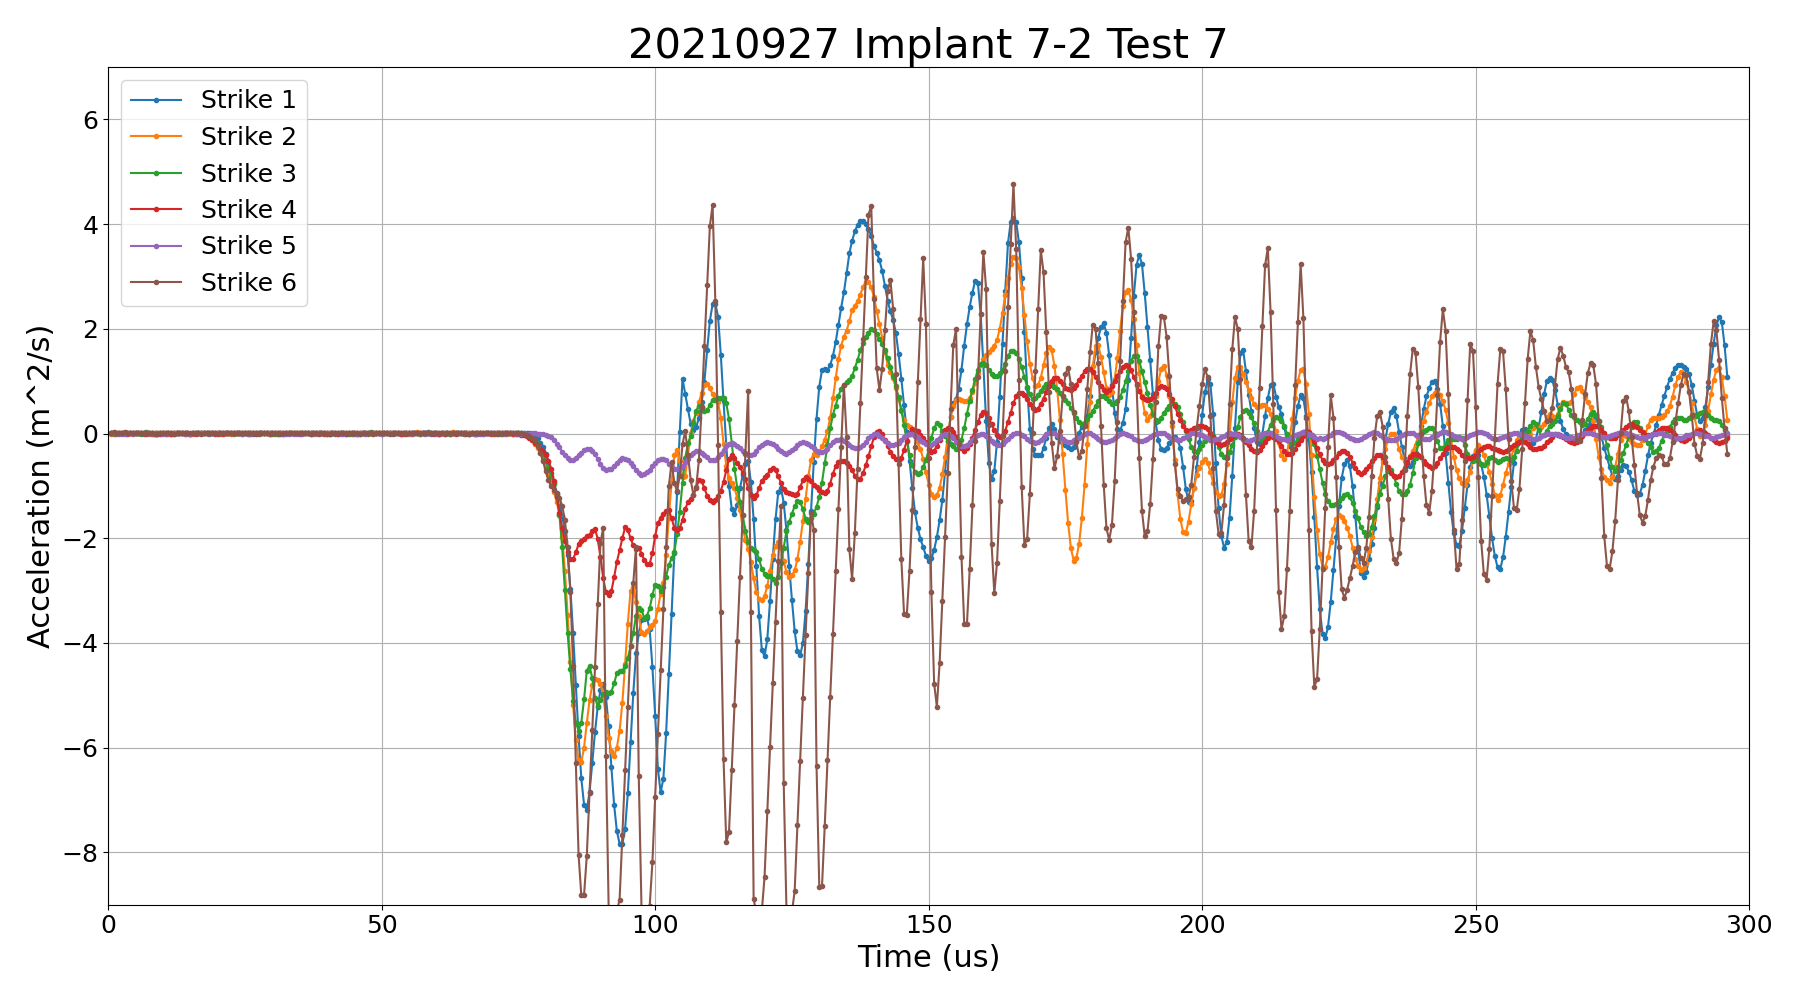 20210927 Implant 7-2 Test 7
Strike 1
Strike 2
Strike 3
Strike 4
Strike 5
Strike 6
Acceleration (m^2/s)
6
4
2
0
−2
−4
−6
−8
0 50 100 150 200 250 300
Time (us)